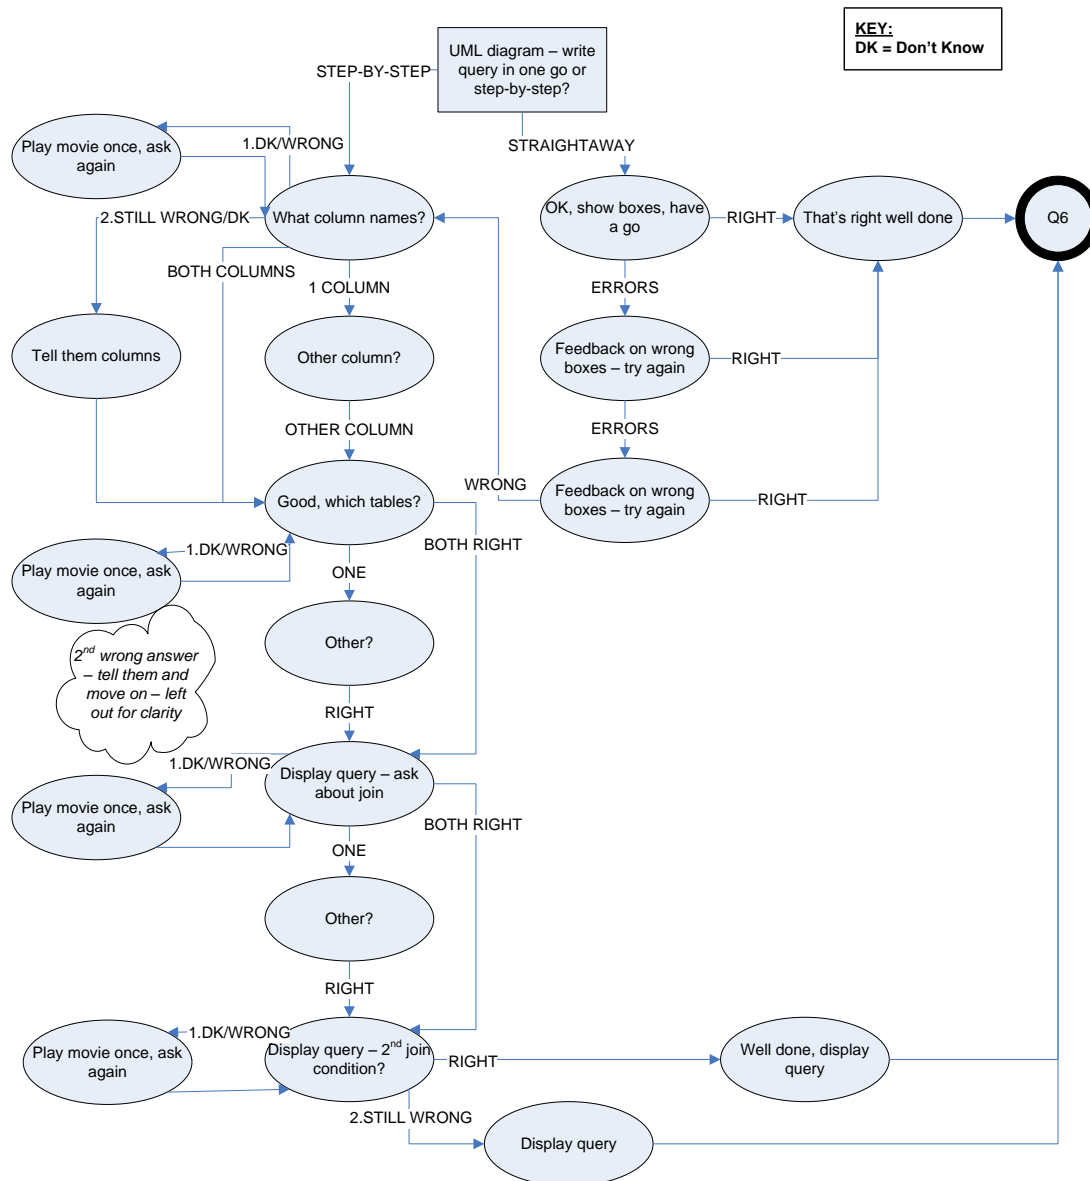 KEY:
DK = Don't Know
UML diagram – write
query in one go or
step-by-step?
STEP-BY-STEP
STRAIGHTAWAY
Play movie once, ask
again
1.DK/WRONG
2.STILL WRONG/DK
What column names?
OK, show boxes, have
a go
RIGHT
That's right well done
Q6
BOTH COLUMNS
1 COLUMN
ERRORS
Tell them columns
Other column?
Feedback on wrong
boxes – try again
RIGHT
OTHER COLUMN
ERRORS
Good, which tables?
WRONG
Feedback on wrong
boxes – try again
RIGHT
BOTH RIGHT
1.DK/WRONG
Play movie once, ask
again
ONE
2nd wrong answer
– tell them and
move on – left
out for clarity
Other?
RIGHT
1.DK/WRONG
Display query – ask
about join
Play movie once, ask
again
BOTH RIGHT
ONE
Other?
RIGHT
1.DK/WRONG
Play movie once, ask
again
Display query – 2nd join
condition?
RIGHT
Well done, display
query
2.STILL WRONG
Display query